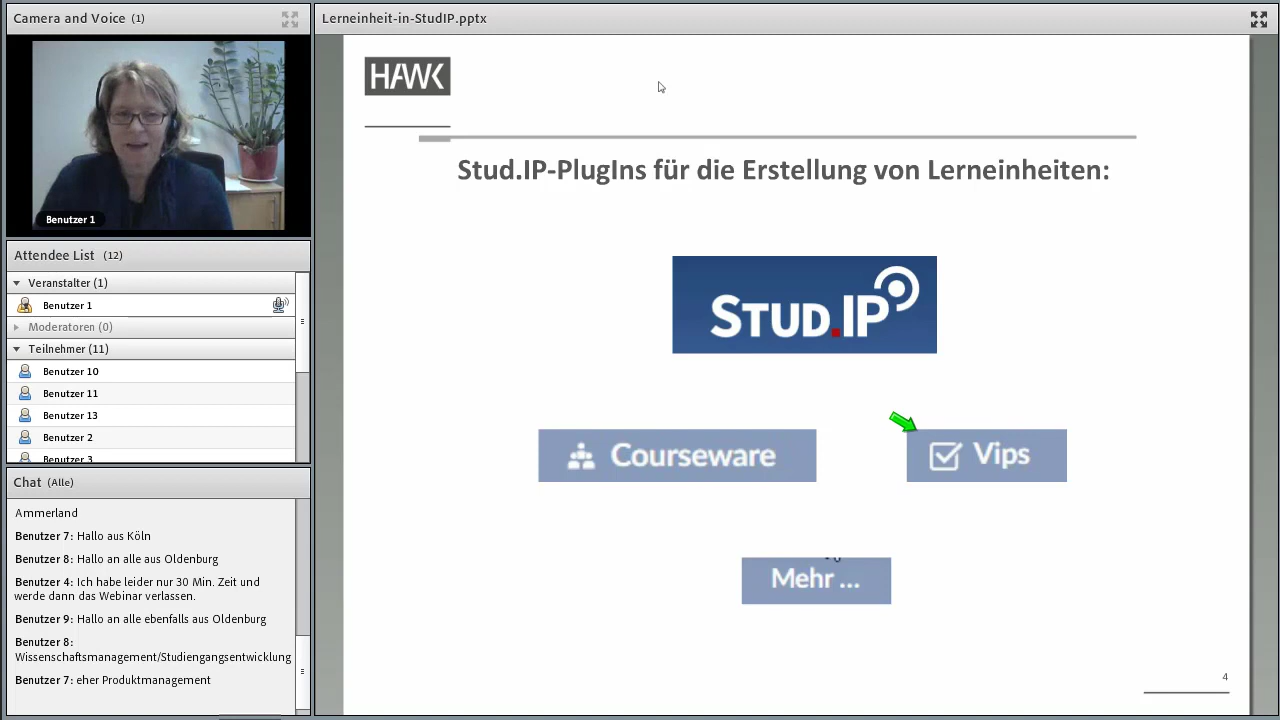 Camera and Voice (1)
Benutzer 1
Attendee List (12)
Veranstalter (1)
Benutzer 1
Moderatoren (0)
Teilnehmer (11)
Benutzer 10
Benutzer 11
Benutzer 13
Benutzer 2
Benutzer 3
Chat (Alle)
Ammerland
Benutzer 7: Hallo aus Köln
Benutzer 8: Hallo an alle aus Oldenburg
Benutzer 4: Ich habe leider nur 30 Min. Zeit und
werde dann das Webinar verlassen.
Benutzer 9: Hallo an alle ebenfalls aus Oldenburg
Benutzer 8:
Wissenschaftsmanagement/Studiengangsentwicklung
Benutzer 7: eher Produktmanagement
Lerneinheit-in-StudIP.pptx
HAWK
Stud.IP-PlugIns für die Erstellung von Lerneinheiten:
STUD.IP
Courseware
Vips
Mehr ...
4